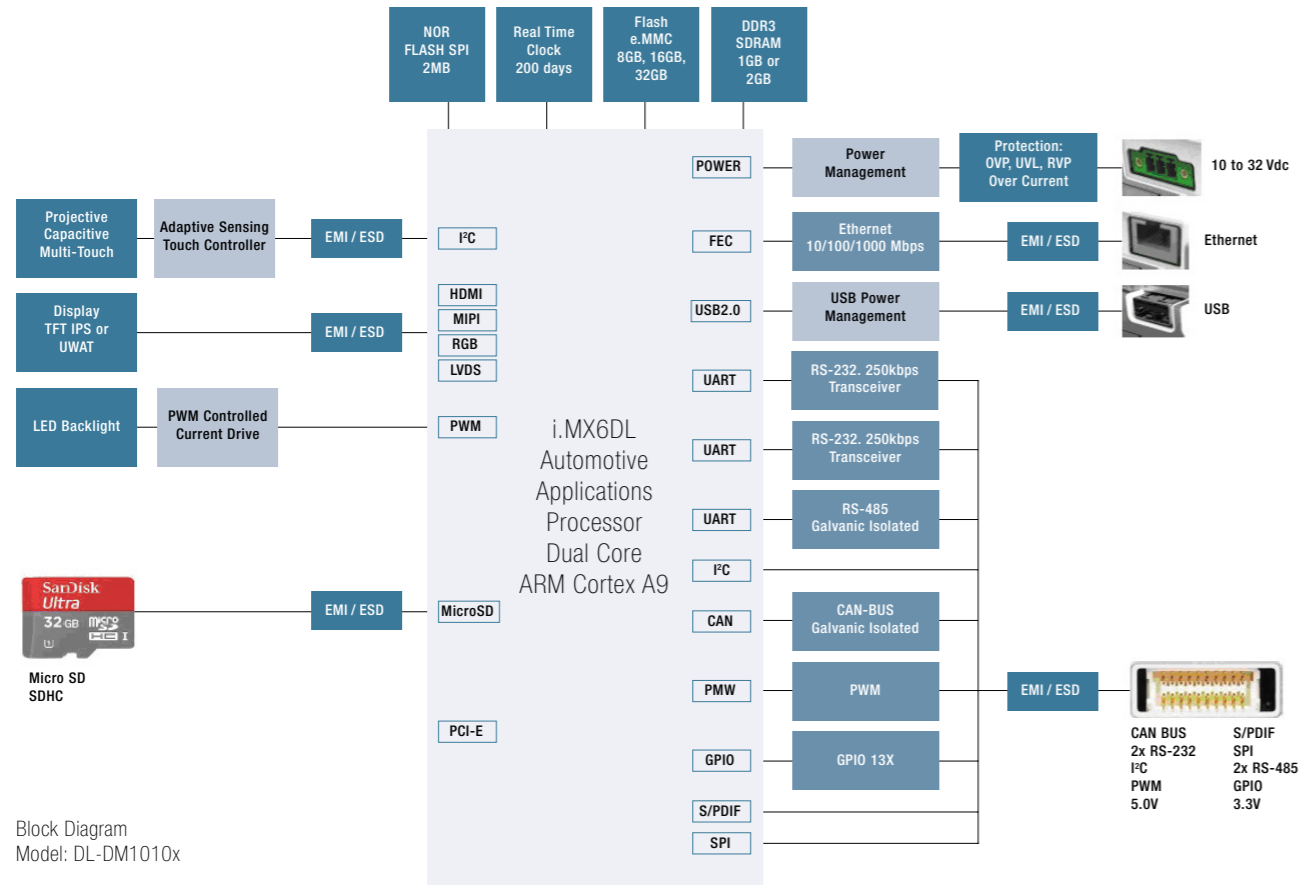 NOR
FLASH SPI
2MB
Real Time
Clock
200 days
Flash
e.MMC
8GB, 16GB,
32GB
DDR3
SDRAM
1GB or
2GB
Projective
Capacitive
Multi-Touch
Adaptive Sensing
Touch Controller
EMI / ESD
I²C
Display
TFT IPS or
UWAT
EMI / ESD
HDMI
MIPI
RGB
LVDS
LED Backlight
PWM Controlled
Current Drive
PWM
SanDisk
Ultra
32 GB micro
HC I
1
Micro SD
SDHC
EMI / ESD
MicroSD
PCI-E
i.MX6DL
Automotive
Applications
Processor
Dual Core
ARM Cortex A9
POWER
Power
Management
Protection:
OVP, UVL, RVP
Over Current
10 to 32 Vdc
FEC
Ethernet
10/100/1000 Mbps
EMI / ESD
Ethernet
USB2.0
USB Power
Management
EMI / ESD
USB
UART
RS-232. 250kbps
Transceiver
UART
RS-232. 250kbps
Transceiver
UART
RS-485
Galvanic Isolated
I²C
CAN
CAN-BUS
Galvanic Isolated
PMW
PWM
EMI / ESD
GPIO
GPIO 13X
S/PDIF
SPI
CAN BUS
2x RS-232
I²C
PWM
5.0V
S/PDIF
SPI
2x RS-485
GPIO
3.3V
Block Diagram
Model: DL-DM1010x